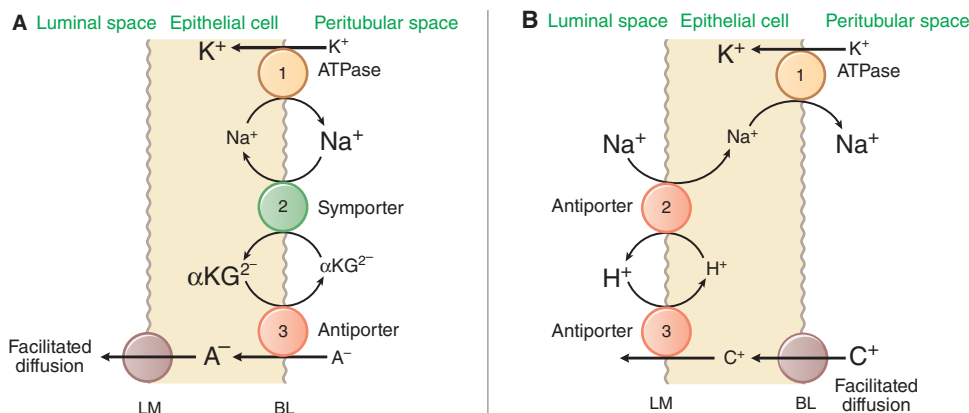 A
Luminal space Epithelial cell Peritubular space
K⁺ K⁺
1 ATPase
Na⁺ Na⁺
2 Symporter
αKG²⁻ αKG²⁻
3 Antiporter
Facilitated
diffusion
A⁻ A⁻
LM BL
B
Luminal space Epithelial cell Peritubular space
K⁺ K⁺
1 ATPase
Na⁺ Na⁺ Na⁺
Antiporter 2
H⁺ H⁺
Antiporter 3
C⁺ C⁺
Facilitated
diffusion
LM BL